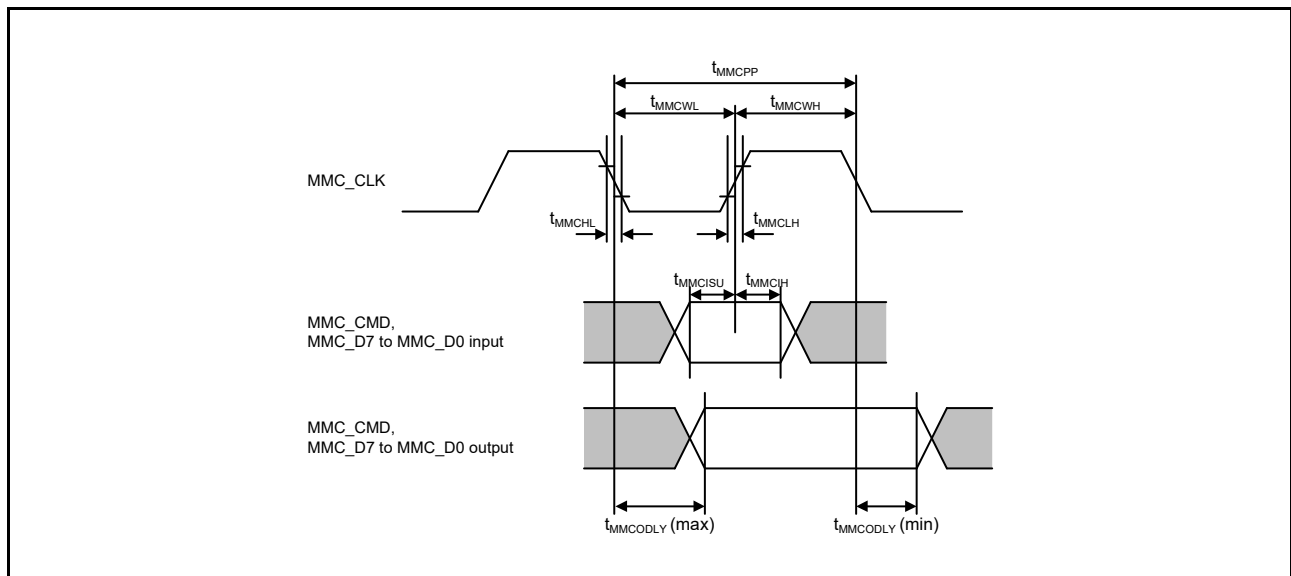 tMMCPP
tMMCWL
tMMCWH
MMC_CLK
tMMCHL
tMMCLH
tMMCISU
tMMCIH
MMC_CMD,
MMC_D7 to MMC_D0 input
MMC_CMD,
MMC_D7 to MMC_D0 output
tMMCODLY (max)
tMMCODLY (min)